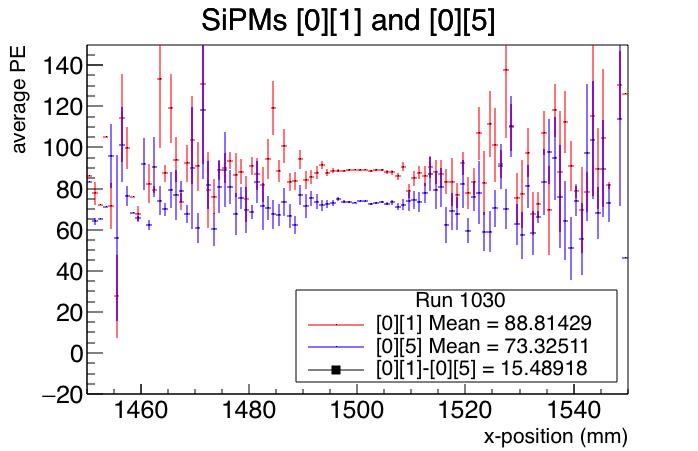 SiPMs [0][1] and [0][5]
average PE
140
120
100
80
60
40
20
0
−20
Run 1030
[0][1] Mean = 88.81429
[0][5] Mean = 73.32511
[0][1]-[0][5] = 15.48918
1460 1480 1500 1520 1540
x-position (mm)